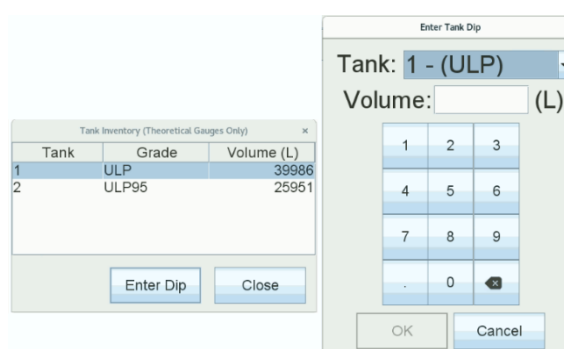 Tank Inventory (Theoretical Gauges Only) ×
Tank Grade Volume (L)
1 ULP 39986
2 ULP95 25951
Enter Dip Close
Enter Tank Dip
Tank: 1 - (ULP)
Volume: (L)
1 2 3
4 5 6
7 8 9
. 0
OK Cancel